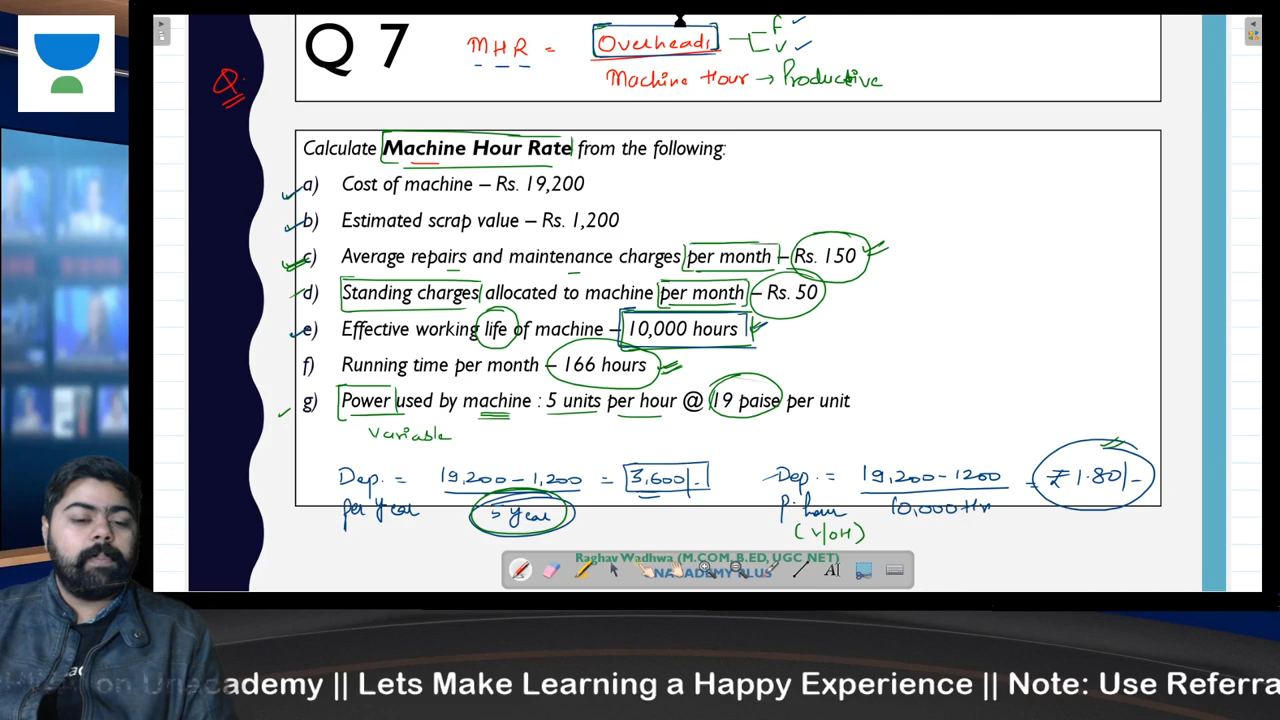 Q 7
MHR = Overheads f
V
Machine Hour → Productive
Q.
Calculate Machine Hour Rate from the following:
a) Cost of machine – Rs. 19,200
b) Estimated scrap value – Rs. 1,200
c) Average repairs and maintenance charges per month – Rs. 150
d) Standing charges allocated to machine per month – Rs. 50
e) Effective working life of machine – 10,000 hours
f) Running time per month – 166 hours
g) Power used by machine : 5 units per hour @ 19 paise per unit
Variable
Dep. = 19,200-1,200 = 3,600/- Dep. = 19,200-1200 = ₹ 1.80/-
per year 5 year p. hour 10,000 Hr
(V/OH)
Raghav Wadhwa (M.COM, B.ED, UGC NET)
UNACADEMY PLUS
on Unacademy || Lets Make Learning a Happy Experience || Note: Use Referra